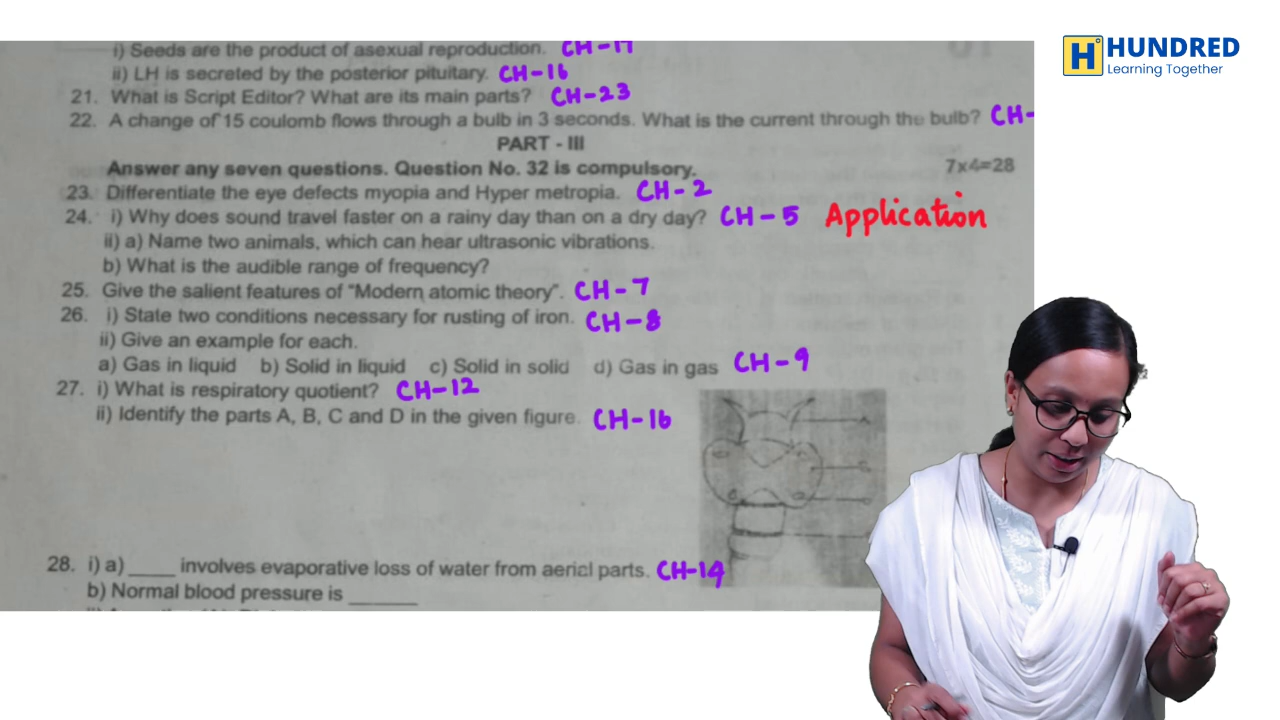 HUNDRED
Learning Together
i) Seeds are the product of asexual reproduction. CH-17
ii) LH is secreted by the posterior pituitary. CH-16
21. What is Script Editor? What are its main parts? CH-23
22. A change of 15 coulomb flows through a bulb in 3 seconds. What is the current through the bulb? CH-
PART - III
Answer any seven questions. Question No. 32 is compulsory. 7x4=28
23. Differentiate the eye defects myopia and Hyper metropia. CH-2
24. i) Why does sound travel faster on a rainy day than on a dry day? CH-5 Application
ii) a) Name two animals, which can hear ultrasonic vibrations.
b) What is the audible range of frequency?
25. Give the salient features of "Modern atomic theory". CH-7
26. i) State two conditions necessary for rusting of iron. CH-8
ii) Give an example for each.
a) Gas in liquid b) Solid in liquid c) Solid in solid d) Gas in gas CH-9
27. i) What is respiratory quotient? CH-12
ii) Identify the parts A, B, C and D in the given figure. CH-16
28. i) a) ____ involves evaporative loss of water from aerial parts. CH-14
b) Normal blood pressure is ______